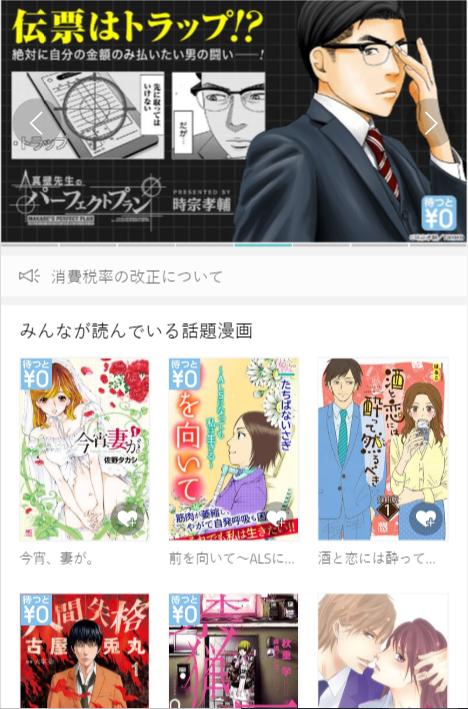 伝票はトラップ!?
絶対に自分の金額のみ払いたい男の闘い——!
先に取ってはいけない
だが…
・トラップ
真壁先生の
パーフェクトプラン
MAKABE'S PERFECT PLAN
PRESENTED BY
時宗孝輔
待つと
¥0
消費税率の改正について
みんなが読んでいる話題漫画
待つと
¥0
今宵、妻が。
1
佐野タカシ
今宵、妻が。
待つと
¥0
を向いて
〜ALSになっ
たちばないさぎ
筋肉が萎縮し、
やがて自発呼吸も困
でも私は生きたい!!
前を向いて〜ALSに...
酒と恋には
酔って然るべき
はるこ
1
酒と恋には酔って...
待つと
¥0
人間失格
古屋兎丸
1
待つと
¥0
秋重 学